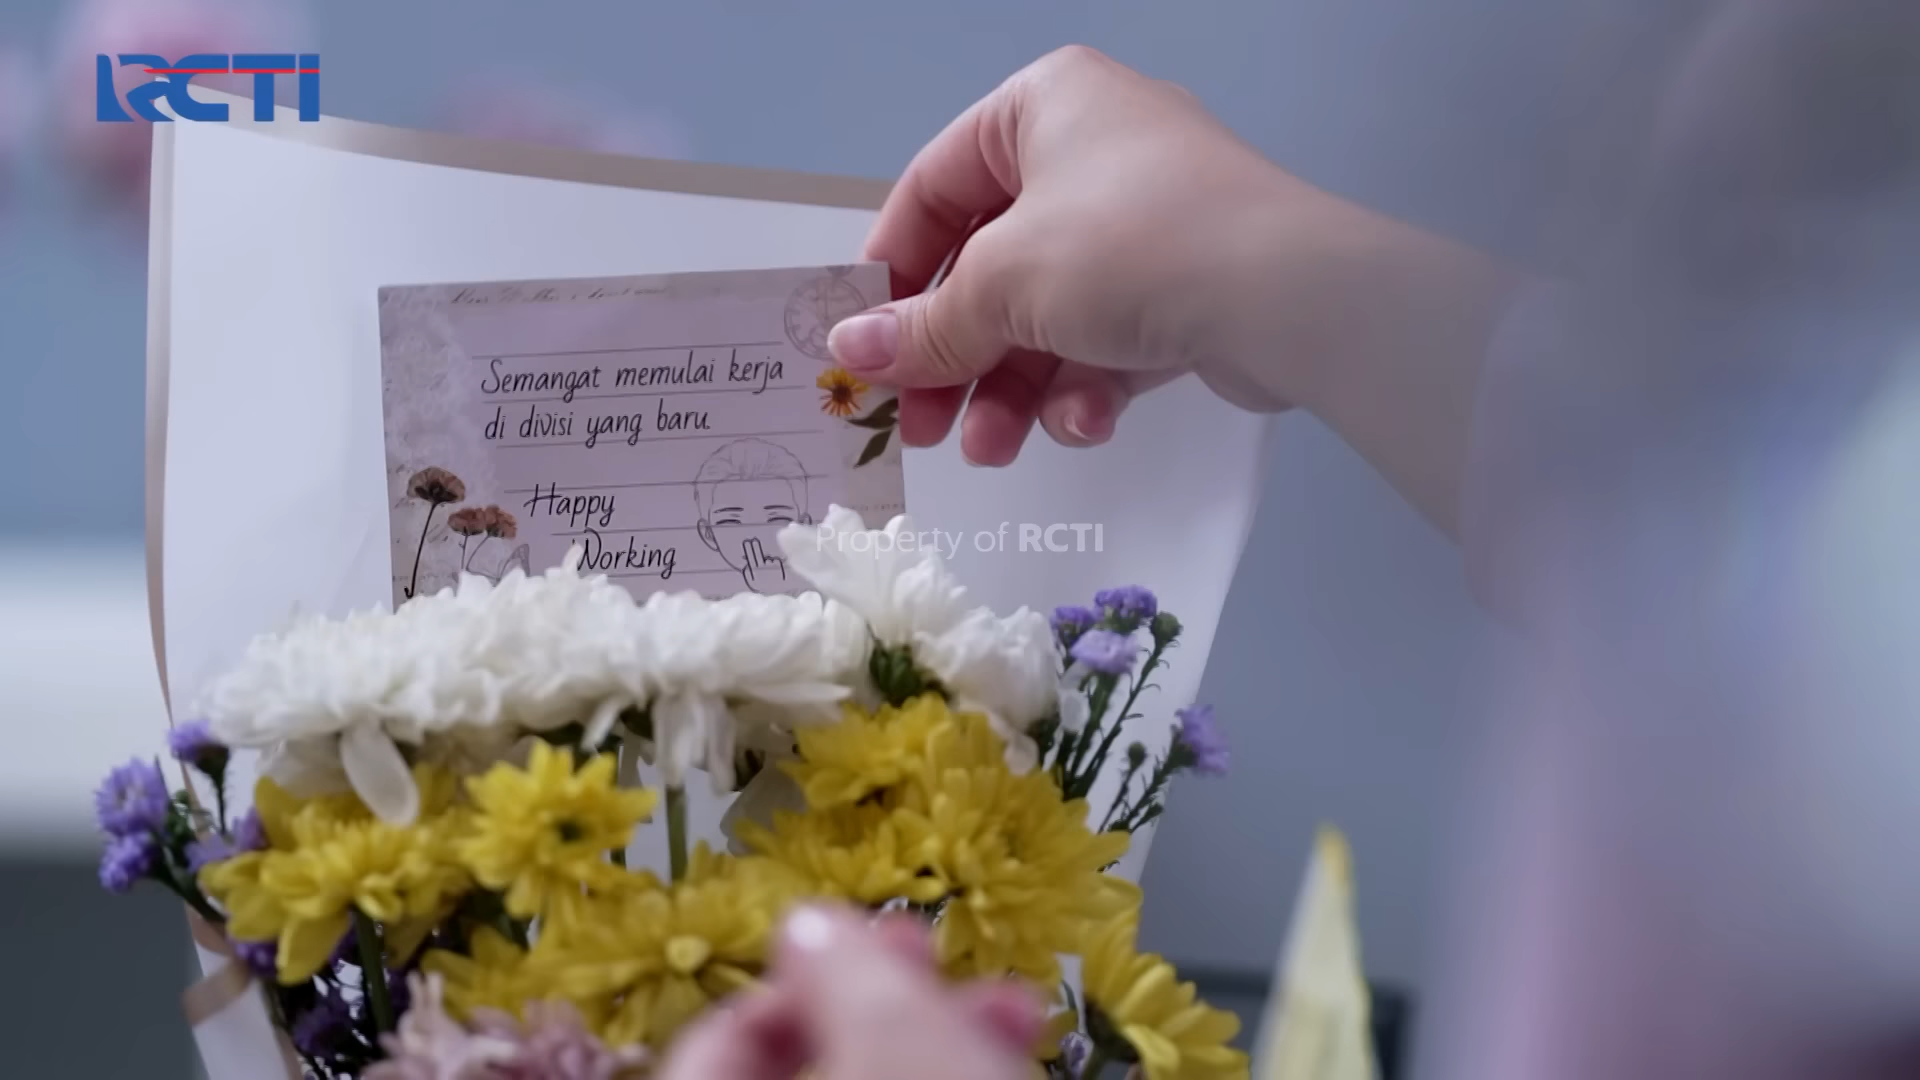 RCTI
Semangat memulai kerja
di divisi yang baru.
Happy
Working
Property of RCTI